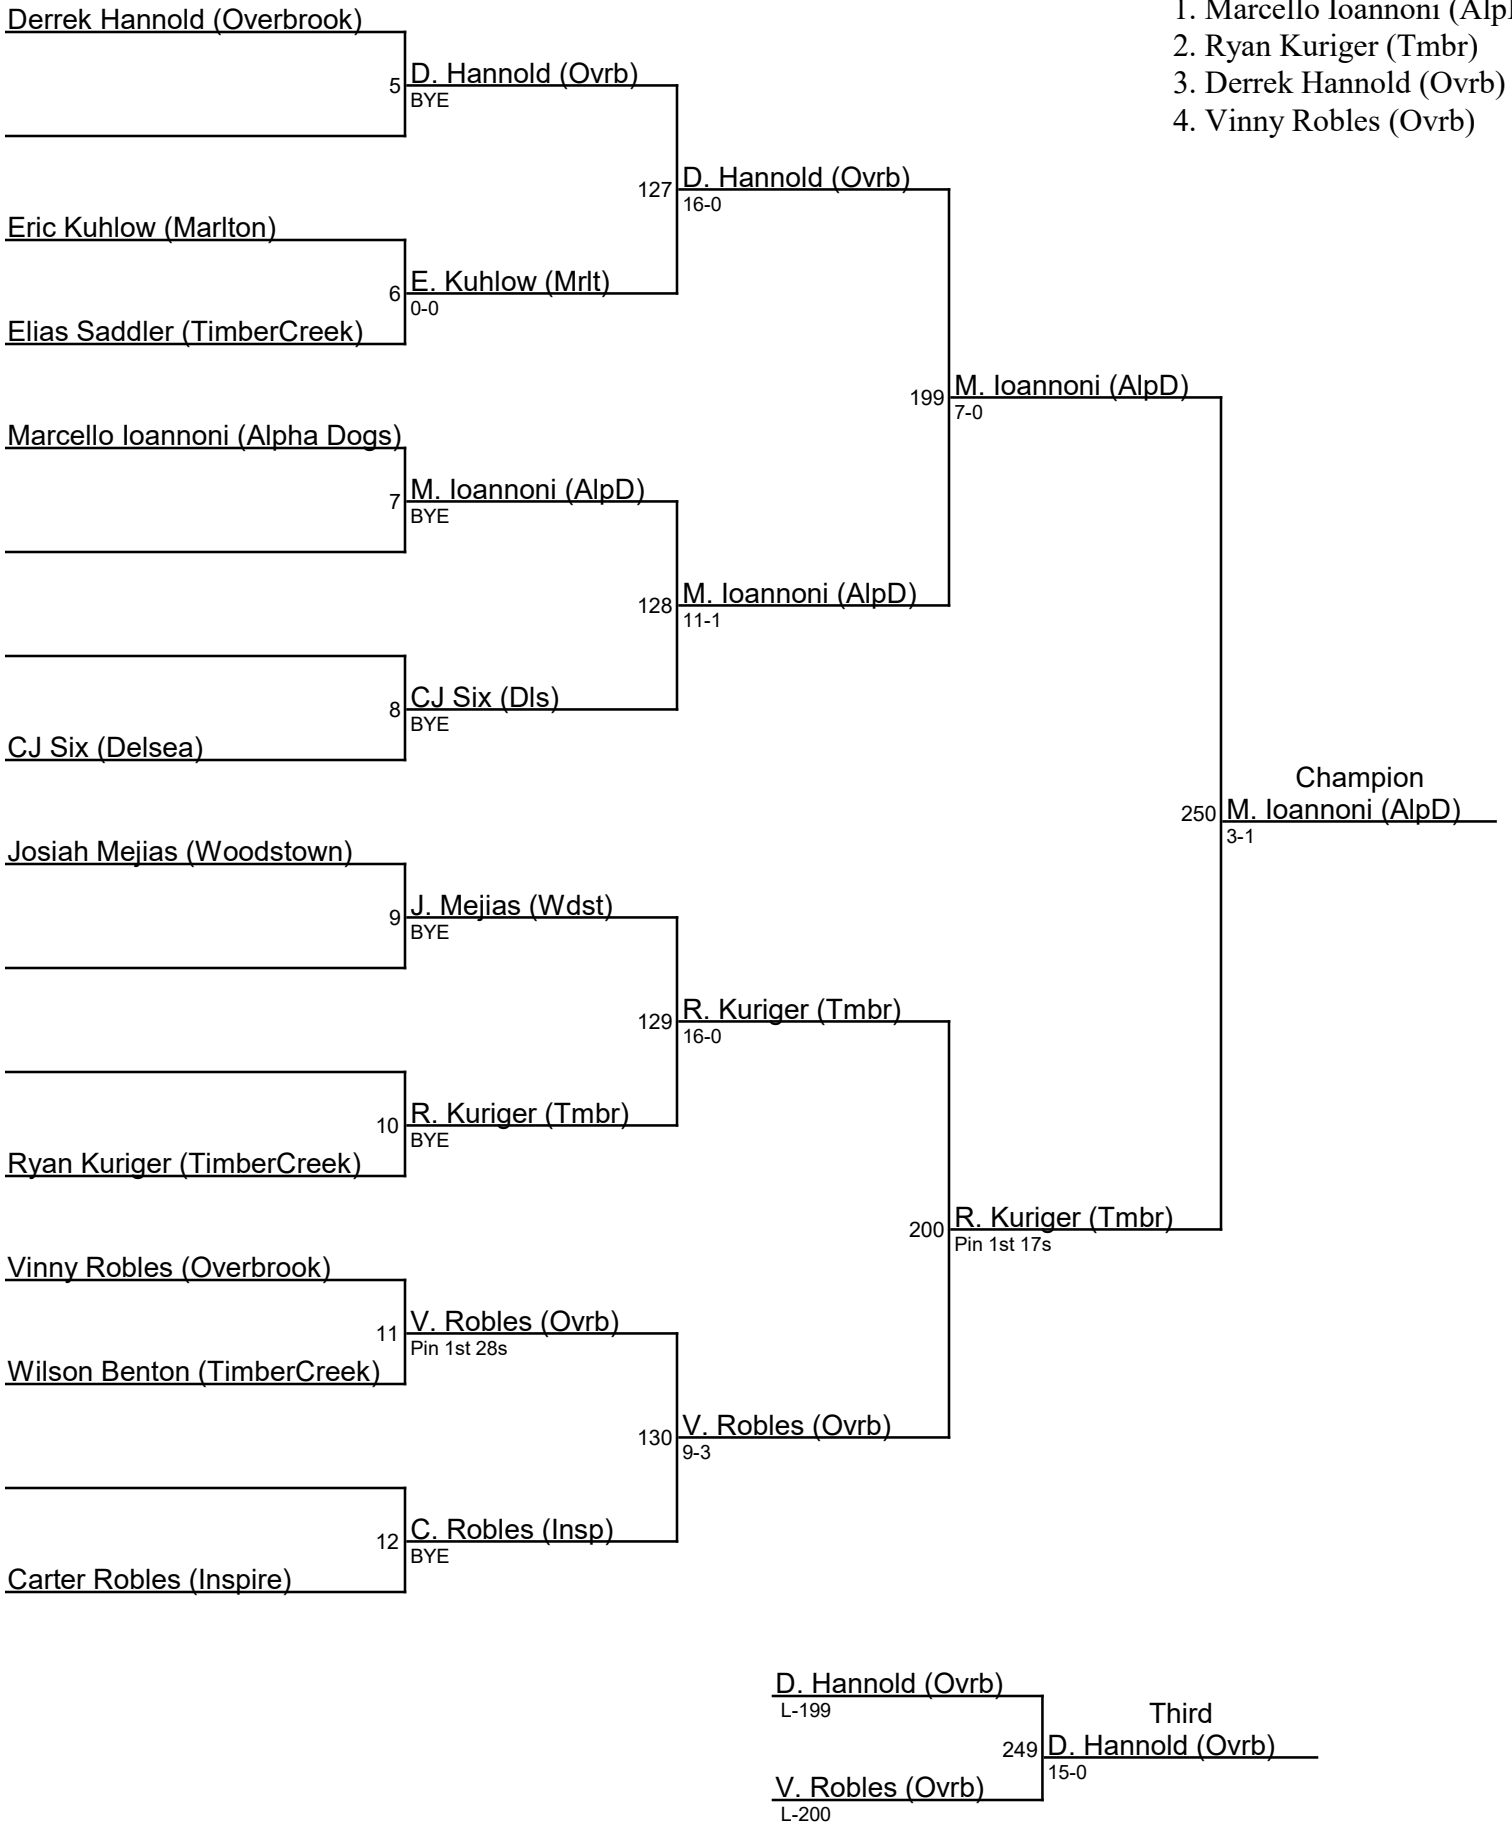 Derrek Hannold (Overbrook)
1. Marcello Ioannoni
2. Ryan Kuriger (Tmbr)
3. Derrek Hannold (Ovrb)
4. Vinny Robles (Ovrb)
5 D. Hannold (Ovrb)
BYE
127 D. Hannold (Ovrb)
16-0
Eric Kuhlow (Marlton)
6 E. Kuhlow (Mrlt)
0-0
Elias Saddler (TimberCreek)
199 M. Ioannoni (AlpD)
7-0
Marcello Ioannoni (Alpha Dogs)
7 M. Ioannoni (AlpD)
BYE
128 M. Ioannoni (AlpD)
11-1
8 CJ Six (Dls)
BYE
CJ Six (Delsea)
Champion
250 M. Ioannoni (AlpD)
3-1
Josiah Mejias (Woodstown)
9 J. Mejias (Wdst)
BYE
129 R. Kuriger (Tmbr)
16-0
10 R. Kuriger (Tmbr)
BYE
Ryan Kuriger (TimberCreek)
200 R. Kuriger (Tmbr)
Pin 1st 17s
Vinny Robles (Overbrook)
11 V. Robles (Ovrb)
Pin 1st 28s
Wilson Benton (TimberCreek)
130 V. Robles (Ovrb)
9-3
12 C. Robles (Insp)
BYE
Carter Robles (Inspire)
D. Hannold (Ovrb)
L-199
Third
249 D. Hannold (Ovrb)
15-0
V. Robles (Ovrb)
L-200